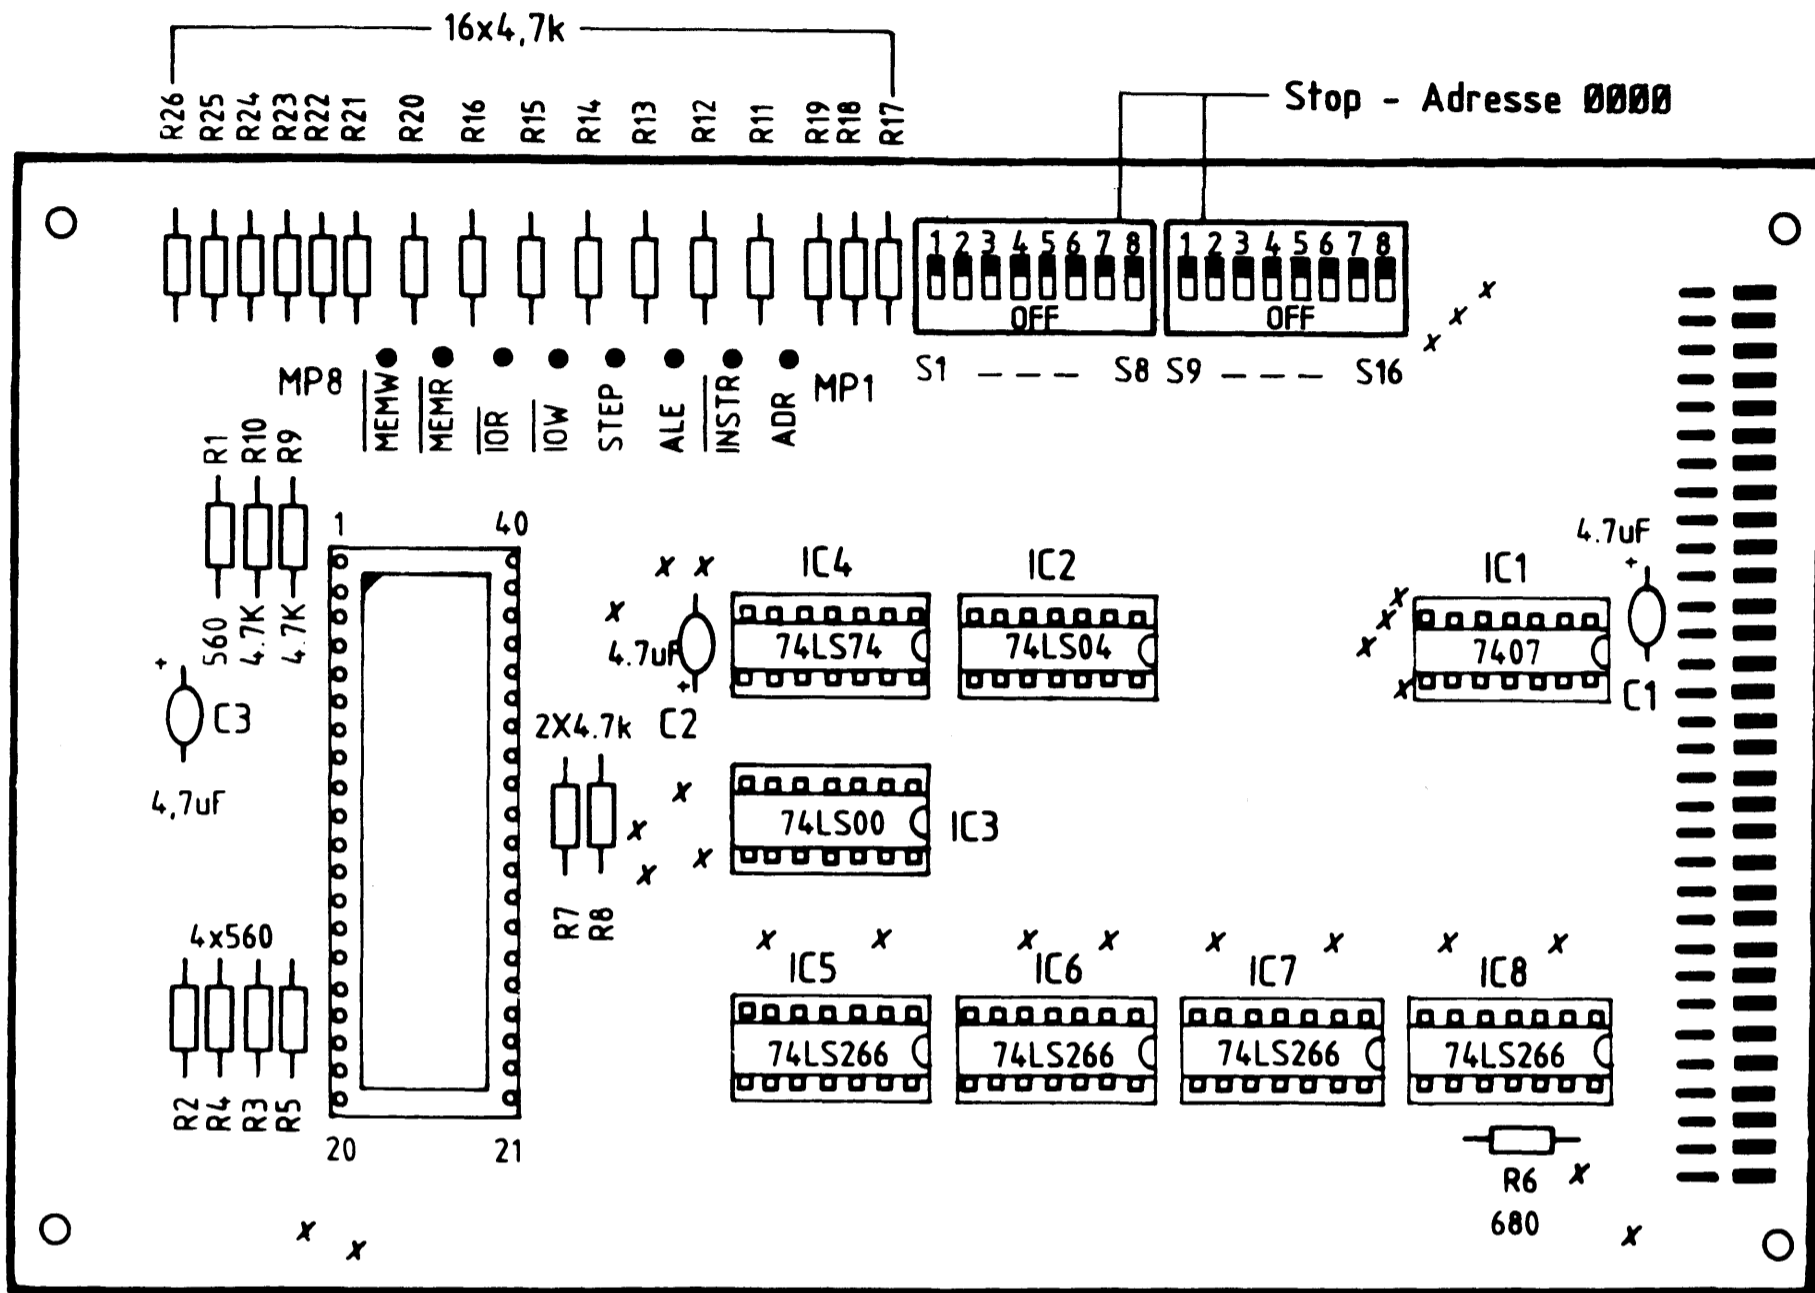 16x4,7k
R26 R25 R24 R23 R22 R21 R20 R16 R15 R14 R13 R12 R11 R19 R18 R17
Stop - Adresse 0000
1 2 3 4 5 6 7 8
OFF
1 2 3 4 5 6 7 8
OFF
S1 --- S8 S9 --- S16
MP8 MEMW MEMR IOR IOW STEP ALE INSTR ADR MP1
R1 R10 R9
560 4.7K 4.7K
1 40
20 21
+
C3
4,7uF
4x560
R2 R4 R3 R5
x x
x
4.7uF
+
C2
2X4.7k
R7 R8
x
x
x x
IC4
74LS74
IC2
74LS04
IC1
7407
x
x
x
x
4.7uF
+
C1
74LS00 IC3
x x x x x x x x
IC5 IC6 IC7 IC8
74LS266 74LS266 74LS266 74LS266
R6 x
680
x
x x
x
x
x